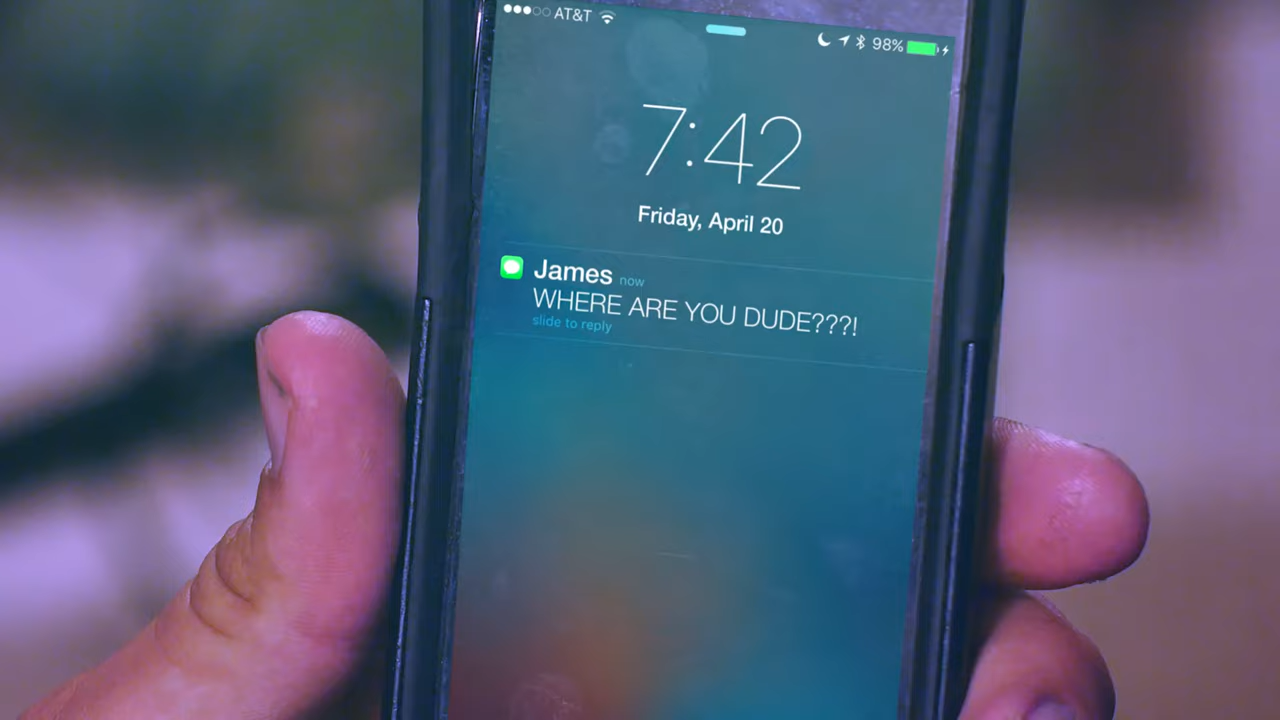 AT&T 98%
7:42
Friday, April 20
James now
WHERE ARE YOU DUDE???!
slide to reply